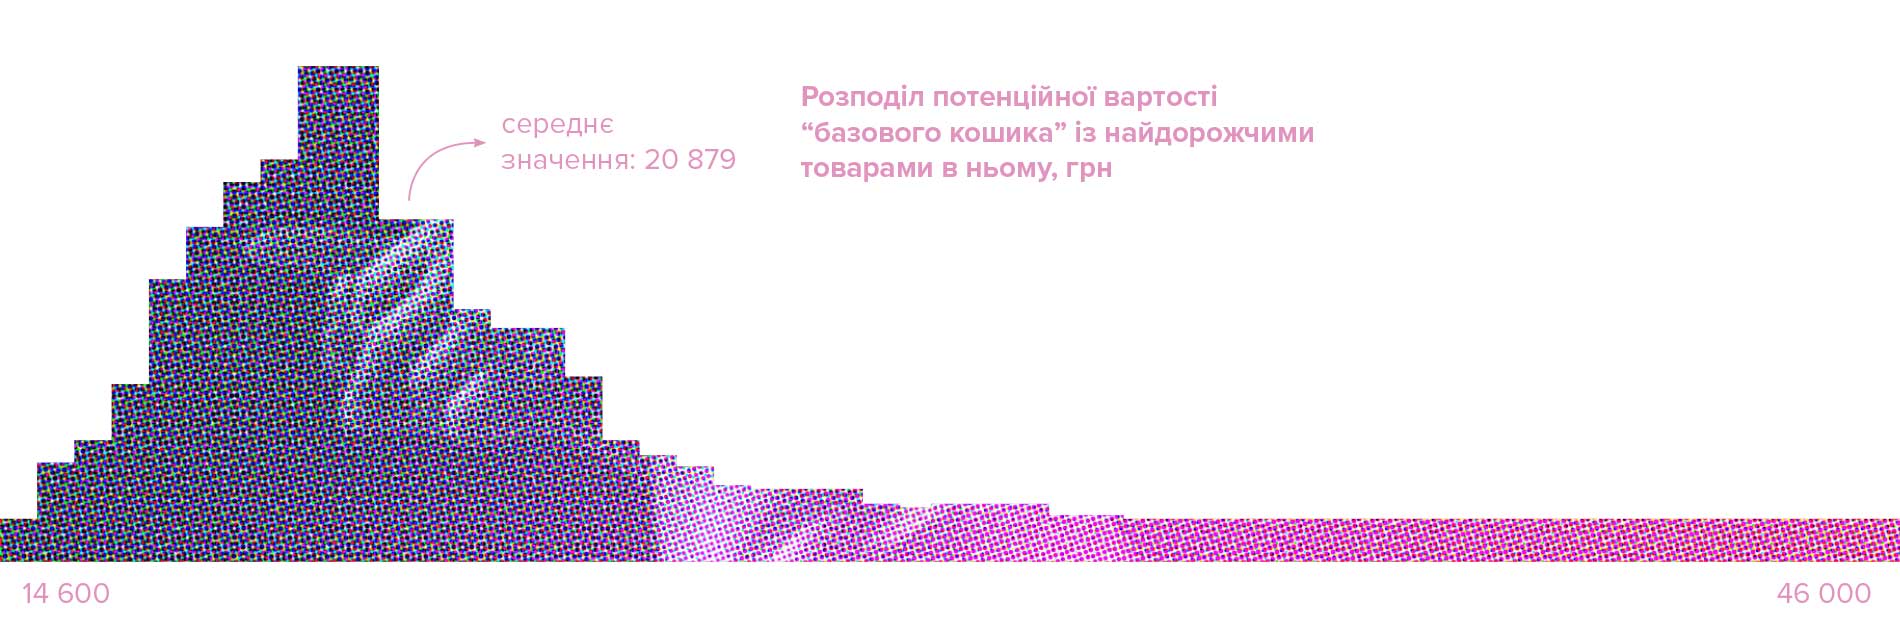 Розподіл потенційної вартості
“базового кошика” із найдорожчими
товарами в ньому, грн
середнє
значення: 20 879
14 600
46 000